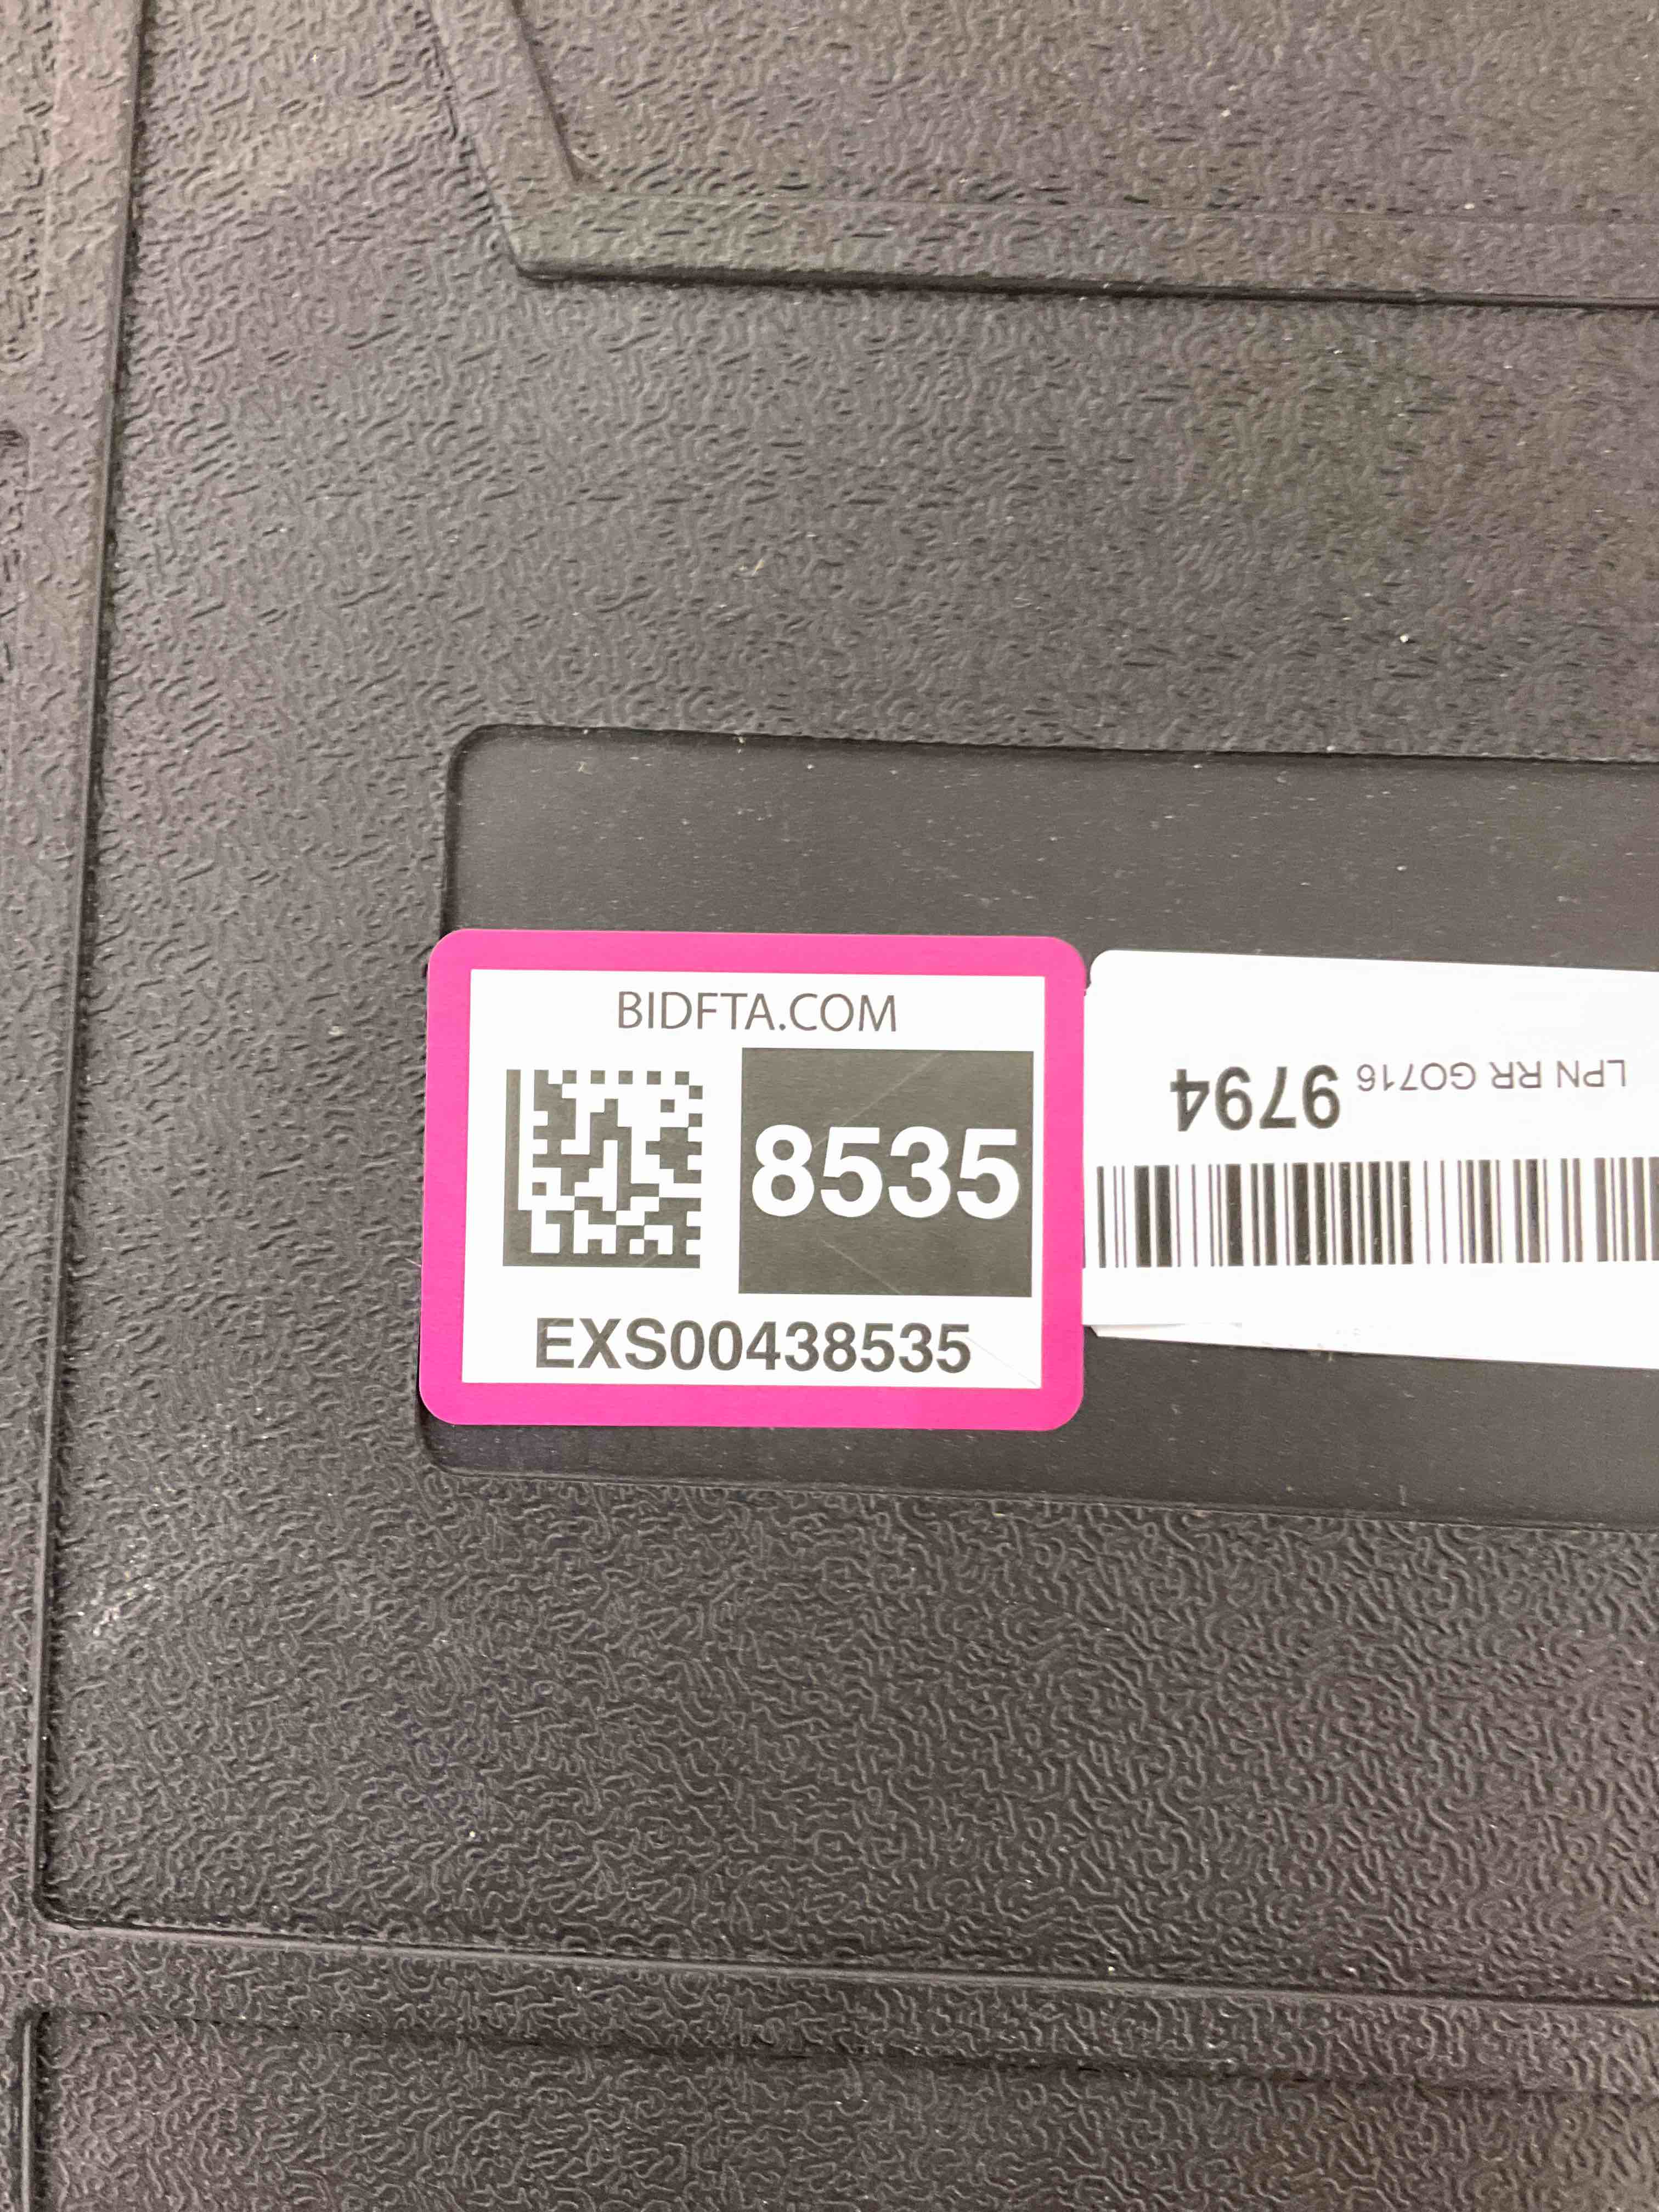 BIDFTA.COM
8535
EXS00438535
LPN RR GO716 9794